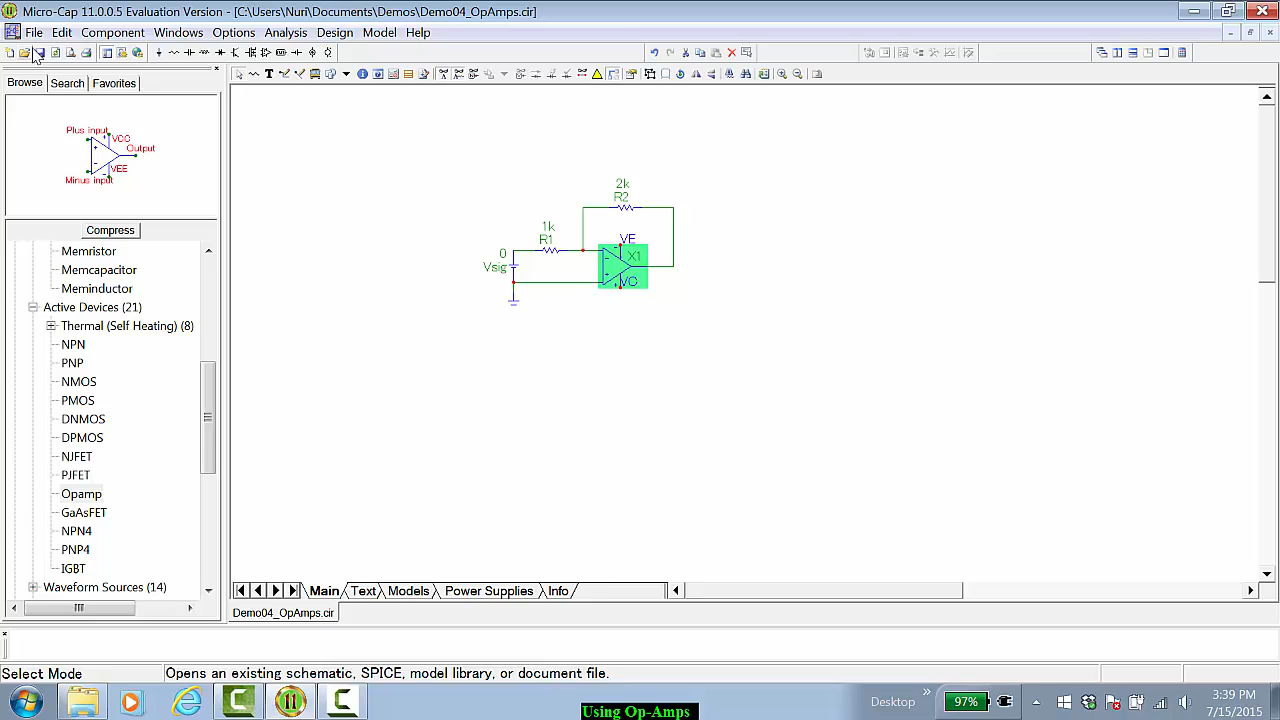 Micro-Cap 11.0.0.5 Evaluation Version - [C:\Users\Nuri\Documents\Demos\Demo04_OpAmps.cir]
File Edit Component Windows Options Analysis Design Model Help
Browse Search Favorites
Plus input
VCC
Output
VEE
Minus input
Compress
Memristor
Memcapacitor
Meminductor
Active Devices (21)
Thermal (Self Heating) (8)
NPN
PNP
NMOS
PMOS
DNMOS
DPMOS
NJFET
PJFET
Opamp
GaAsFET
NPN4
PNP4
IGBT
Waveform Sources (14)
2k
R2
1k
R1
0
Vsig
VE
X1
VC
Main Text Models Power Supplies Info
Demo04_OpAmps.cir
Select Mode
Opens an existing schematic, SPICE, model library, or document file.
Desktop
97%
3:39 PM
7/15/2015
Using Op-Amps